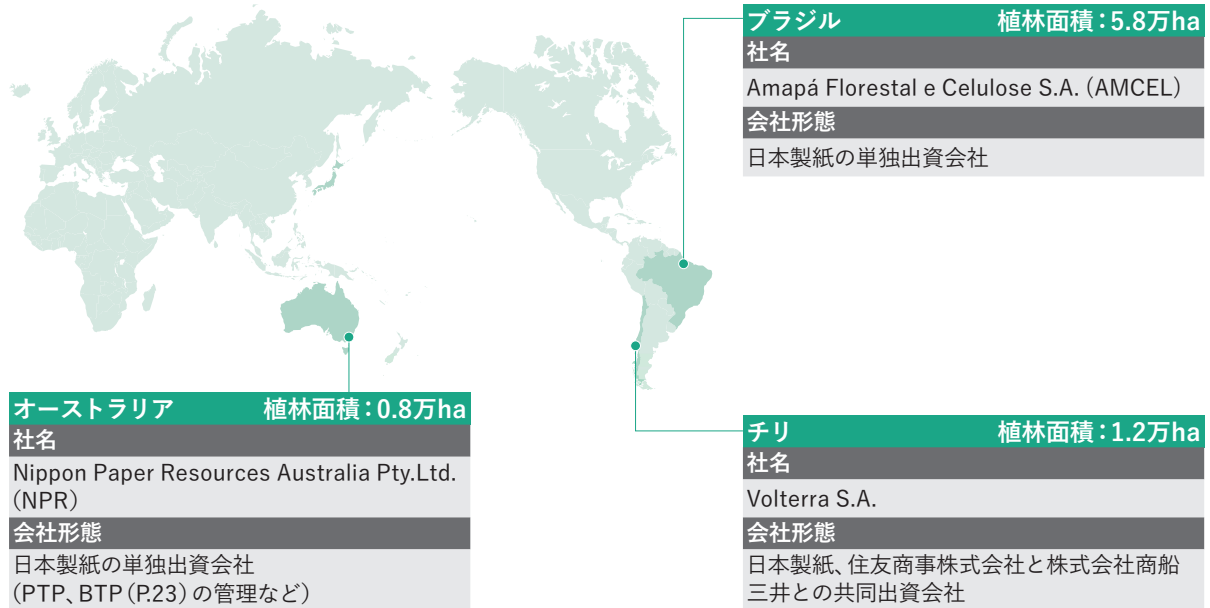 ブラジル 植林面積：5.8万ha
社名
Amapá Florestal e Celulose S.A. (AMCEL)
会社形態
日本製紙の単独出資会社
オーストラリア 植林面積：0.8万ha
社名
Nippon Paper Resources Australia Pty.Ltd.
(NPR)
会社形態
日本製紙の単独出資会社
(PTP、BTP(P.23)の管理など)
チリ 植林面積：1.2万ha
社名
Volterra S.A.
会社形態
日本製紙、住友商事株式会社と株式会社商船
三井との共同出資会社